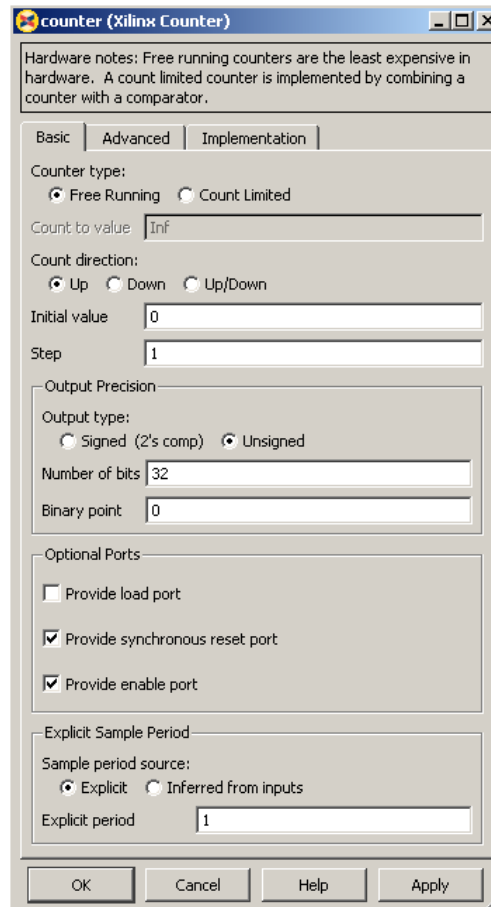 counter (Xilinx Counter)
Hardware notes: Free running counters are the least expensive in
hardware. A count limited counter is implemented by combining a
counter with a comparator.
Basic Advanced Implementation
Counter type:
Free Running Count Limited
Count to value Inf
Count direction:
Up Down Up/Down
Initial value 0
Step 1
Output Precision
Output type:
Signed (2's comp) Unsigned
Number of bits 32
Binary point 0
Optional Ports
Provide load port
Provide synchronous reset port
Provide enable port
Explicit Sample Period
Sample period source:
Explicit Inferred from inputs
Explicit period 1
OK Cancel Help Apply